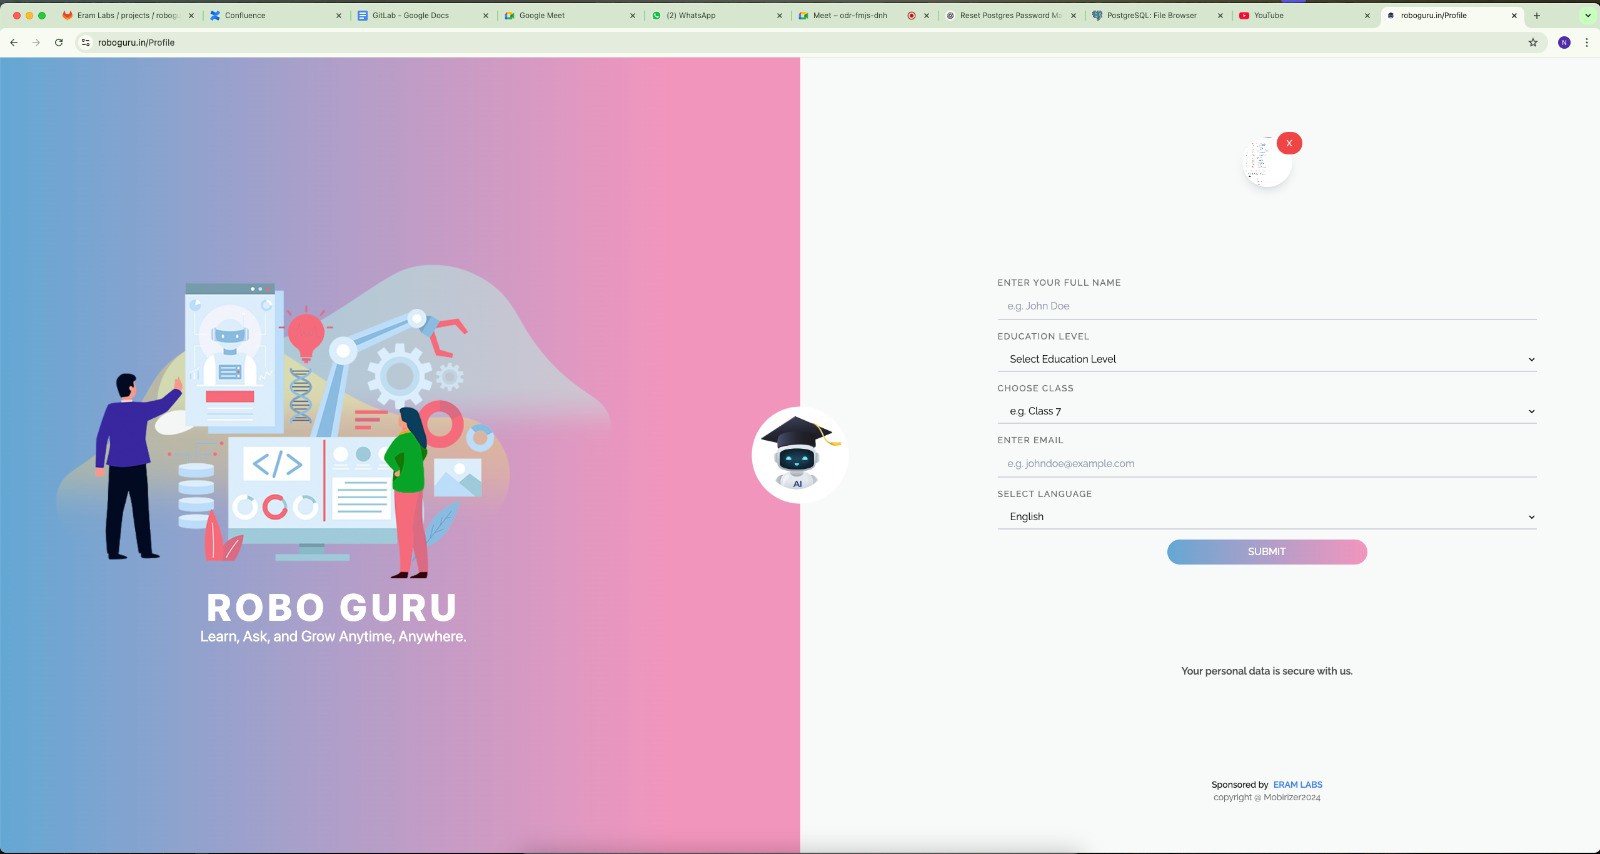 Eram Labs / projects / robog
Confluence
GitLab - Google Docs
Google Meet
(2) WhatsApp
Meet – odr-fmjs-dnh
Reset Postgres Password Ma
PostgreSQL: File Browser
YouTube
roboguru.in/Profile
roboguru.in/Profile
N
X
ENTER YOUR FULL NAME
e.g. John Doe
EDUCATION LEVEL
Select Education Level
CHOOSE CLASS
e.g. Class 7
ENTER EMAIL
e.g. johndoe@example.com
SELECT LANGUAGE
English
SUBMIT
</>
AI
ROBO GURU
Learn, Ask, and Grow Anytime, Anywhere.
Your personal data is secure with us.
Sponsored by ERAM LABS
copyright @ Mobirizer2024